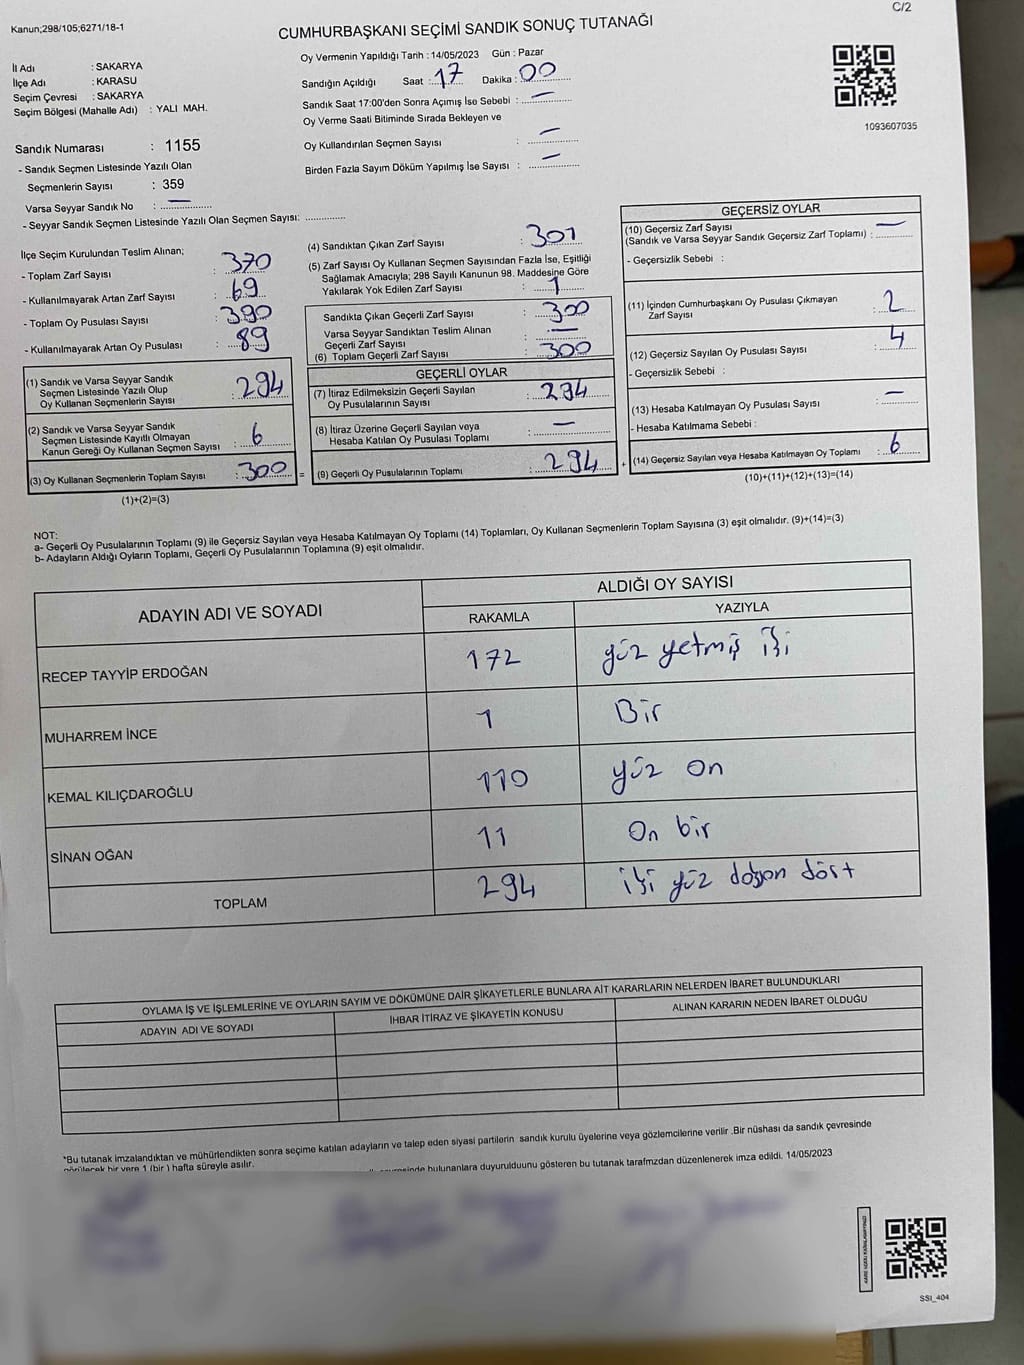 Kanun;298/105;6271/18-1
C/2
CUMHURBAŞKANI SEÇİMİ SANDIK SONUÇ TUTANAĞI
İl Adı : SAKARYA
İlçe Adı : KARASU
Seçim Çevresi : SAKARYA
Seçim Bölgesi (Mahalle Adı) : YALI MAH.
Sandık Numarası : 1155
- Sandık Seçmen Listesinde Yazılı Olan
Seçmenlerin Sayısı : 359
Varsa Seyyar Sandık No : —
- Seyyar Sandık Seçmen Listesinde Yazılı Olan Seçmen Sayısı: ..............
Oy Vermenin Yapıldığı Tarih : 14/05/2023 Gün : Pazar
Sandığın Açıldığı Saat : 17 Dakika : 00
Sandık Saat 17:00'den Sonra Açımış İse Sebebi : —
Oy Verme Saati Bitiminde Sırada Bekleyen ve
Oy Kullandırılan Seçmen Sayısı : —
Birden Fazla Sayım Döküm Yapılmış İse Sayısı : —
1093607035
İlçe Seçim Kurulundan Teslim Alınan;
- Toplam Zarf Sayısı : 370
- Kullanılmayarak Artan Zarf Sayısı : 69
- Toplam Oy Pusulası Sayısı : 390
- Kullanılmayarak Artan Oy Pusulası : 89
(1) Sandık ve Varsa Seyyar Sandık
Seçmen Listesinde Yazılı Olup
Oy Kullanan Seçmenlerin Sayısı : 294
(2) Sandık ve Varsa Seyyar Sandık
Seçmen Listesinde Kayıtlı Olmayan
Kanun Gereği Oy Kullanan Seçmen Sayısı : 6
(3) Oy Kullanan Seçmenlerin Toplam Sayısı : 300 =
(1)+(2)=(3)
(4) Sandıktan Çıkan Zarf Sayısı : 301
(5) Zarf Sayısı Oy Kullanan Seçmen Sayısından Fazla İse, Eşitliği
Sağlamak Amacıyla; 298 Sayılı Kanunun 98. Maddesine Göre
Yakılarak Yok Edilen Zarf Sayısı : 1
Sandıkta Çıkan Geçerli Zarf Sayısı : 300
Varsa Seyyar Sandıktan Teslim Alınan
Geçerli Zarf Sayısı : —
(6) Toplam Geçerli Zarf Sayısı : 300
GEÇERLİ OYLAR
(7) İtiraz Edilmeksizin Geçerli Sayılan
Oy Pusulalarının Sayısı : 294
(8) İtiraz Üzerine Geçerli Sayılan veya
Hesaba Katılan Oy Pusulası Toplamı : —
(9) Geçerli Oy Pusulalarının Toplamı : 294 +
GEÇERSİZ OYLAR
(10) Geçersiz Zarf Sayısı
(Sandık ve Varsa Seyyar Sandık Geçersiz Zarf Toplamı) : —
- Geçersizlik Sebebi :
(11) İçinden Cumhurbaşkanı Oy Pusulası Çıkmayan
Zarf Sayısı : 2
(12) Geçersiz Sayılan Oy Pusulası Sayısı : 4
- Geçersizlik Sebebi :
(13) Hesaba Katılmayan Oy Pusulası Sayısı : —
- Hesaba Katılmama Sebebi :
(14) Geçersiz Sayılan veya Hesaba Katılmayan Oy Toplamı : 6
(10)+(11)+(12)+(13)=(14)
NOT:
a- Geçerli Oy Pusulalarının Toplamı (9) ile Geçersiz Sayılan veya Hesaba Katılmayan Oy Toplamı (14) Toplamları, Oy Kullanan Seçmenlerin Toplam Sayısına (3) eşit olmalıdır. (9)+(14)=(3)
b- Adayların Aldığı Oyların Toplamı, Geçerli Oy Pusulalarının Toplamına (9) eşit olmalıdır.
ADAYIN ADI VE SOYADI
ALDIĞI OY SAYISI
RAKAMLA YAZIYLA
RECEP TAYYİP ERDOĞAN 172 yüz yetmiş iki
MUHARREM İNCE 1 Bir
KEMAL KILIÇDAROĞLU 110 yüz On
SİNAN OĞAN 11 On bir
TOPLAM 294 iki yüz doksan dört
OYLAMA İŞ VE İŞLEMLERİNE VE OYLARIN SAYIM VE DÖKÜMÜNE DAİR ŞİKAYETLERLE BUNLARA AİT KARARLARIN NELERDEN İBARET BULUNDUKLARI
ADAYIN ADI VE SOYADI İHBAR İTİRAZ VE ŞİKAYETİN KONUSU ALINAN KARARIN NEDEN İBARET OLDUĞU
*Bu tutanak imzalandıktan ve mühürlendikten sonra seçime katılan adayların ve talep eden siyasi partilerin sandık kurulu üyelerine veya gözlemcilerine verilir .Bir nüshası da sandık çevresinde
görülecek bir yere 1 (bir ) hafta süreyle asılır.
bulunanlara duyurulduunu gösteren bu tutanak tarafmzdan düzenlenerek imza edildi. 14/05/2023
SSI_404